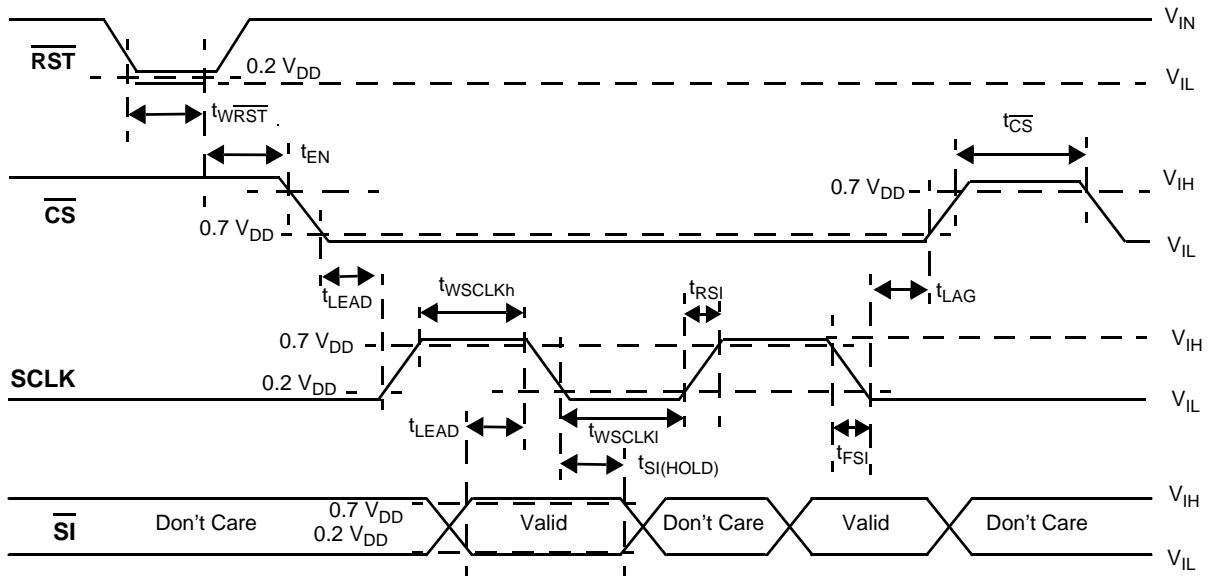 V_IN
RST
0.2 V_DD
V_IL
t_WRST
t_CS
t_EN
0.7 V_DD
V_IH
CS
0.7 V_DD
V_IL
t_LEAD
t_WSCLKh
t_RSI
t_LAG
0.7 V_DD
V_IH
SCLK
0.2 V_DD
V_IL
t_LEAD
t_WSCLKl
t_FSI
t_SI(HOLD)
SI
Don't Care
0.7 V_DD
0.2 V_DD
Valid
Don't Care
Valid
Don't Care
V_IH
V_IL